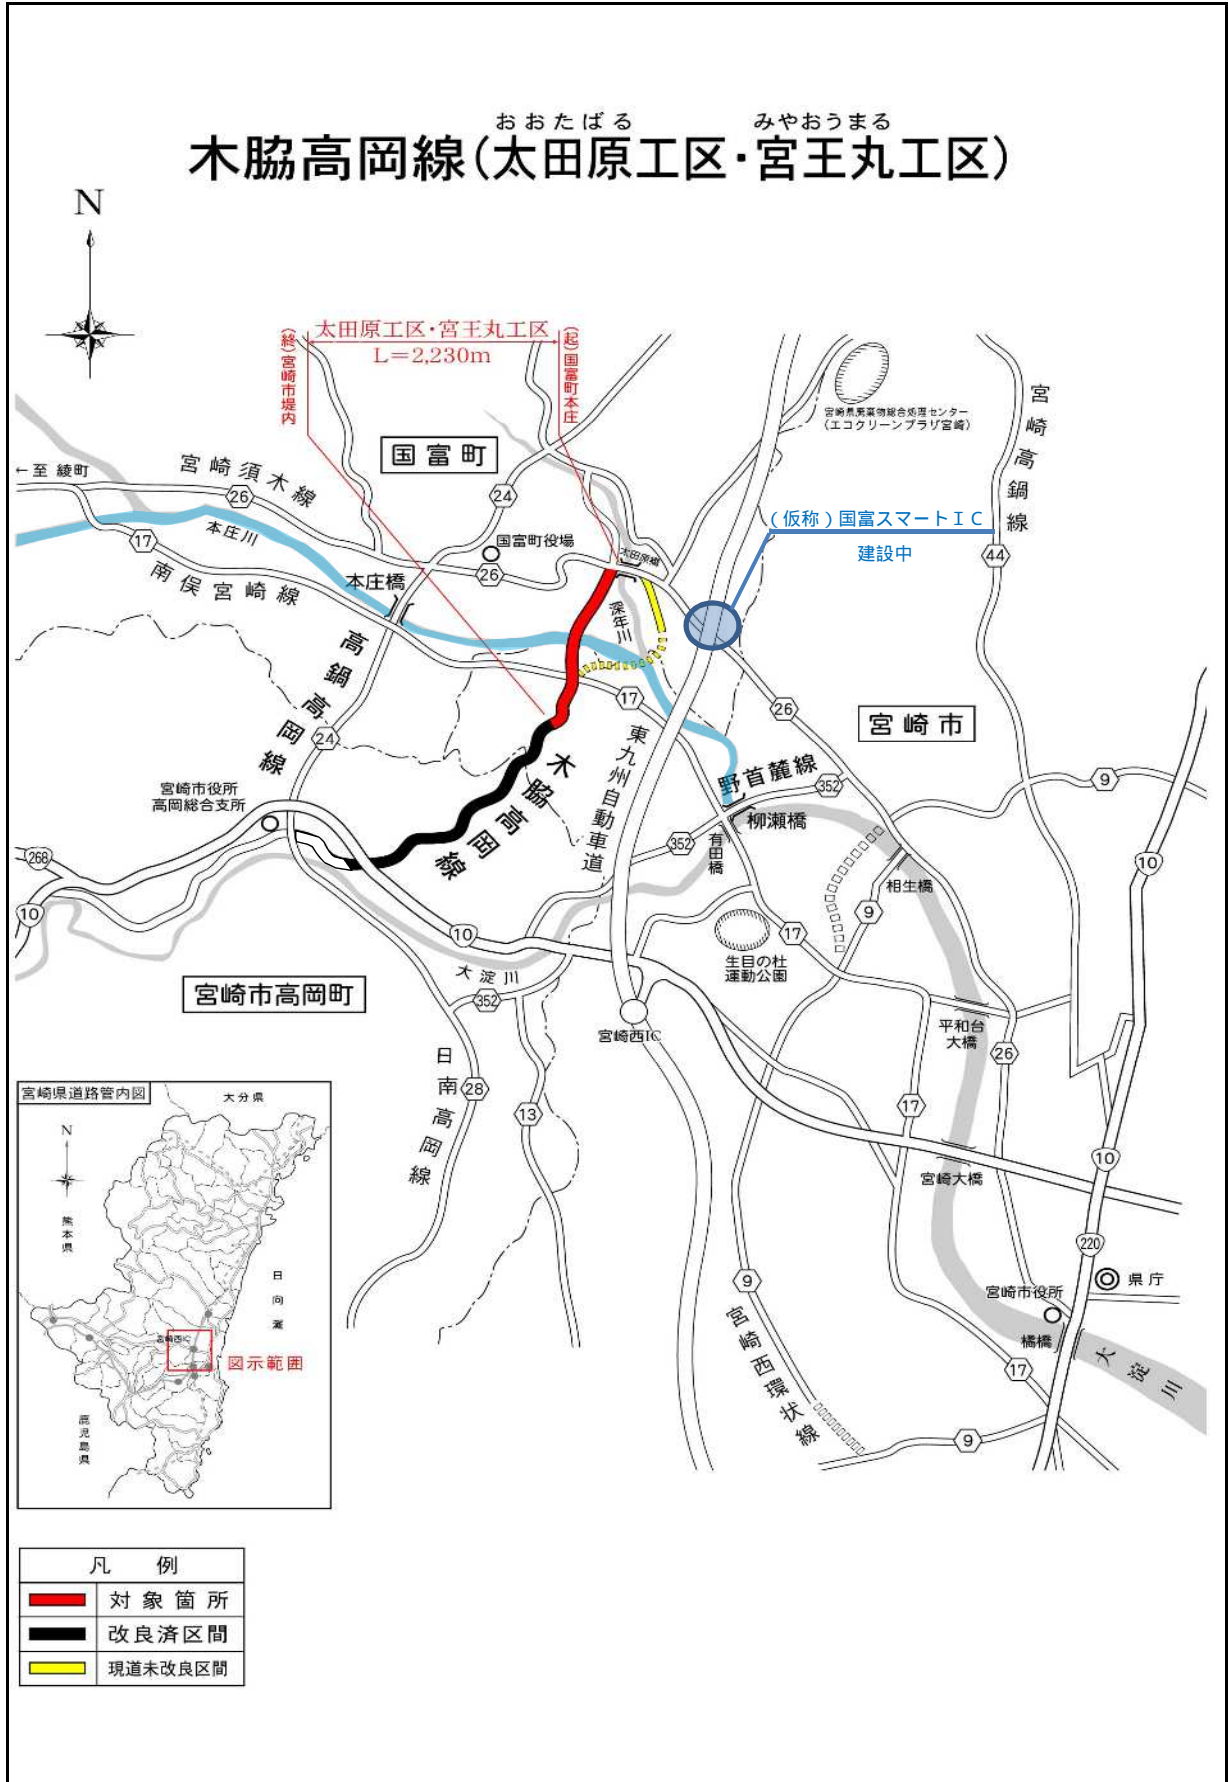 おおたばる
みやおうまる
木脇高岡線(太田原工区・宮王丸工区)
N
太田原工区・宮王丸工区
L=2,230m
(終)宮崎市堤内
(起)国富町本庄
宮崎県廃棄物総合処理センター
(エコクリーンプラザ宮崎)
宮崎高鍋線
国富町
←至 綾町
宮崎須木線
26
24
本庄川
17
国富町役場
太田原橋
(仮称)国富スマートIC
建設中
44
南俣宮崎線
本庄橋
26
深年川
高鍋高岡線
24
17
26
宮崎市
東九州自動車道
木脇高岡線
野首麓線
352
9
宮崎市役所
高岡総合支所
柳瀬橋
352
有田橋
268
10
相生橋
10
9
10
17
生目の杜
運動公園
大淀川
352
宮崎市高岡町
宮崎西IC
平和台
大橋
26
日南高岡線
28
13
17
宮崎大橋
10
220
県庁
宮崎市役所
9
宮崎西環状線
橘橋
大淀川
17
9
宮崎県道路管内図
大分県
N
熊本県
日向灘
宮崎西IC
図示範囲
鹿児島県
凡 例
対象箇所
改良済区間
現道未改良区間